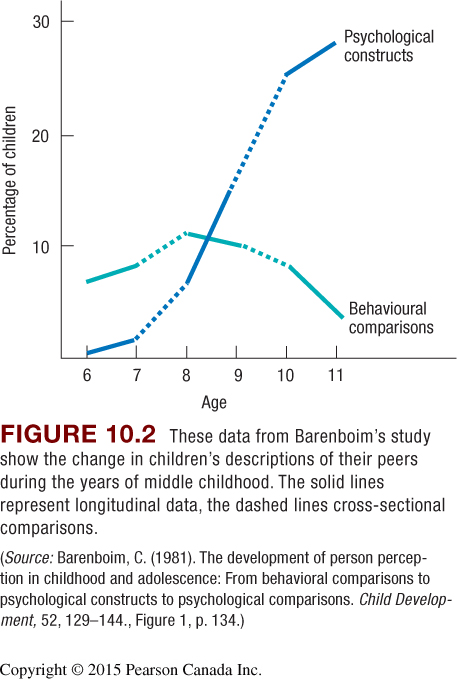 30
Psychological
constructs
20
Percentage of children
10
Behavioural
comparisons
6 7 8 9 10 11
Age
FIGURE 10.2 These data from Barenboim’s study
show the change in children’s descriptions of their peers
during the years of middle childhood. The solid lines
represent longitudinal data, the dashed lines cross-sectional
comparisons.
(Source: Barenboim, C. (1981). The development of person percep-
tion in childhood and adolescence: From behavioral comparisons to
psychological constructs to psychological comparisons. Child Develop-
ment, 52, 129–144., Figure 1, p. 134.)
Copyright © 2015 Pearson Canada Inc.